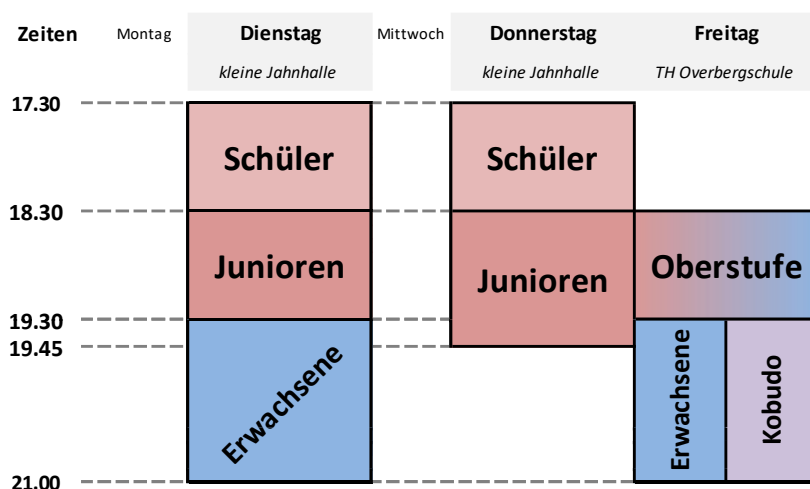 Zeiten Montag Dienstag Mittwoch Donnerstag Freitag
kleine Jahnhalle kleine Jahnhalle TH Overbergschule
17.30
Schüler Schüler
18.30
Junioren Junioren Oberstufe
19.30
19.45
Erwachsene Erwachsene Kobudo
21.00